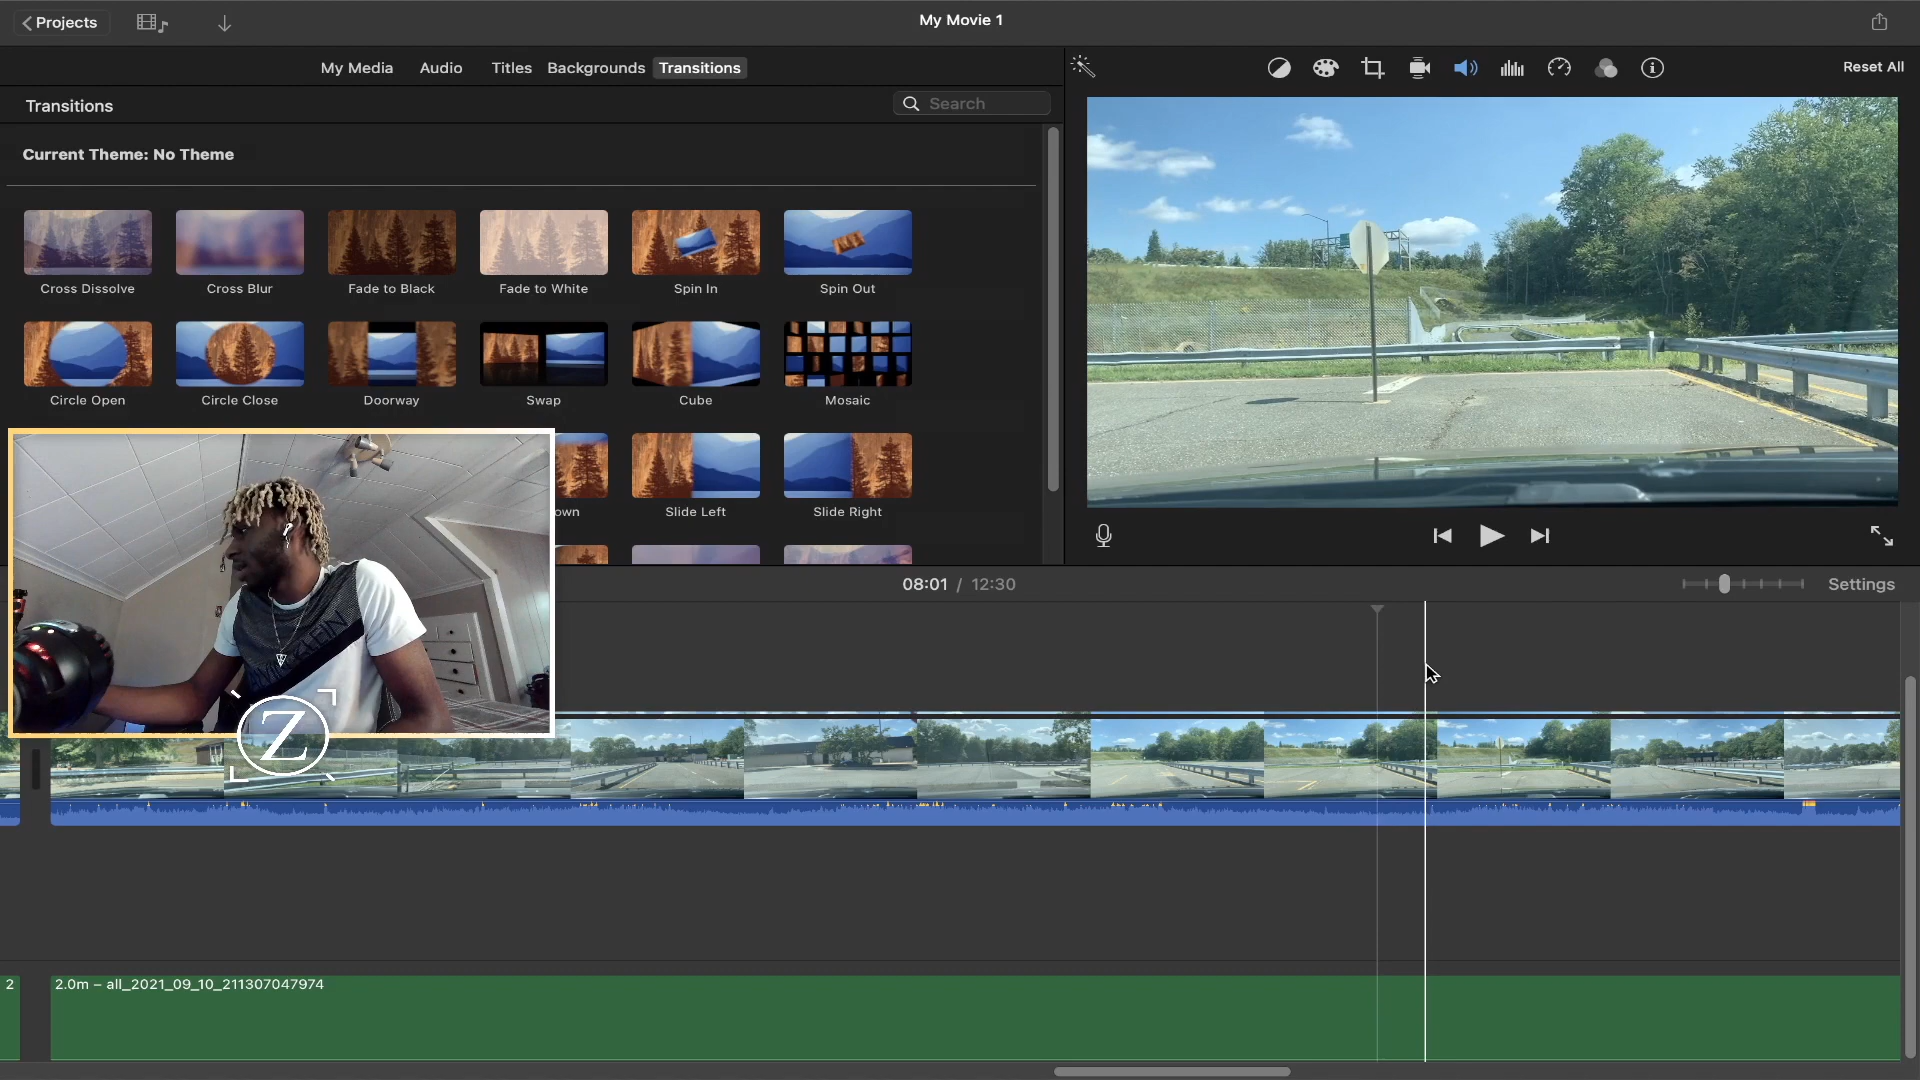 Projects
My Movie 1
My Media Audio Titles Backgrounds Transitions
Reset All
Transitions
Search
Current Theme: No Theme
Cross Dissolve Cross Blur Fade to Black Fade to White Spin In Spin Out
Circle Open Circle Close Doorway Swap Cube Mosaic
own Slide Left Slide Right
08:01 / 12:30
Settings
Z
2
2.0m – all_2021_09_10_211307047974